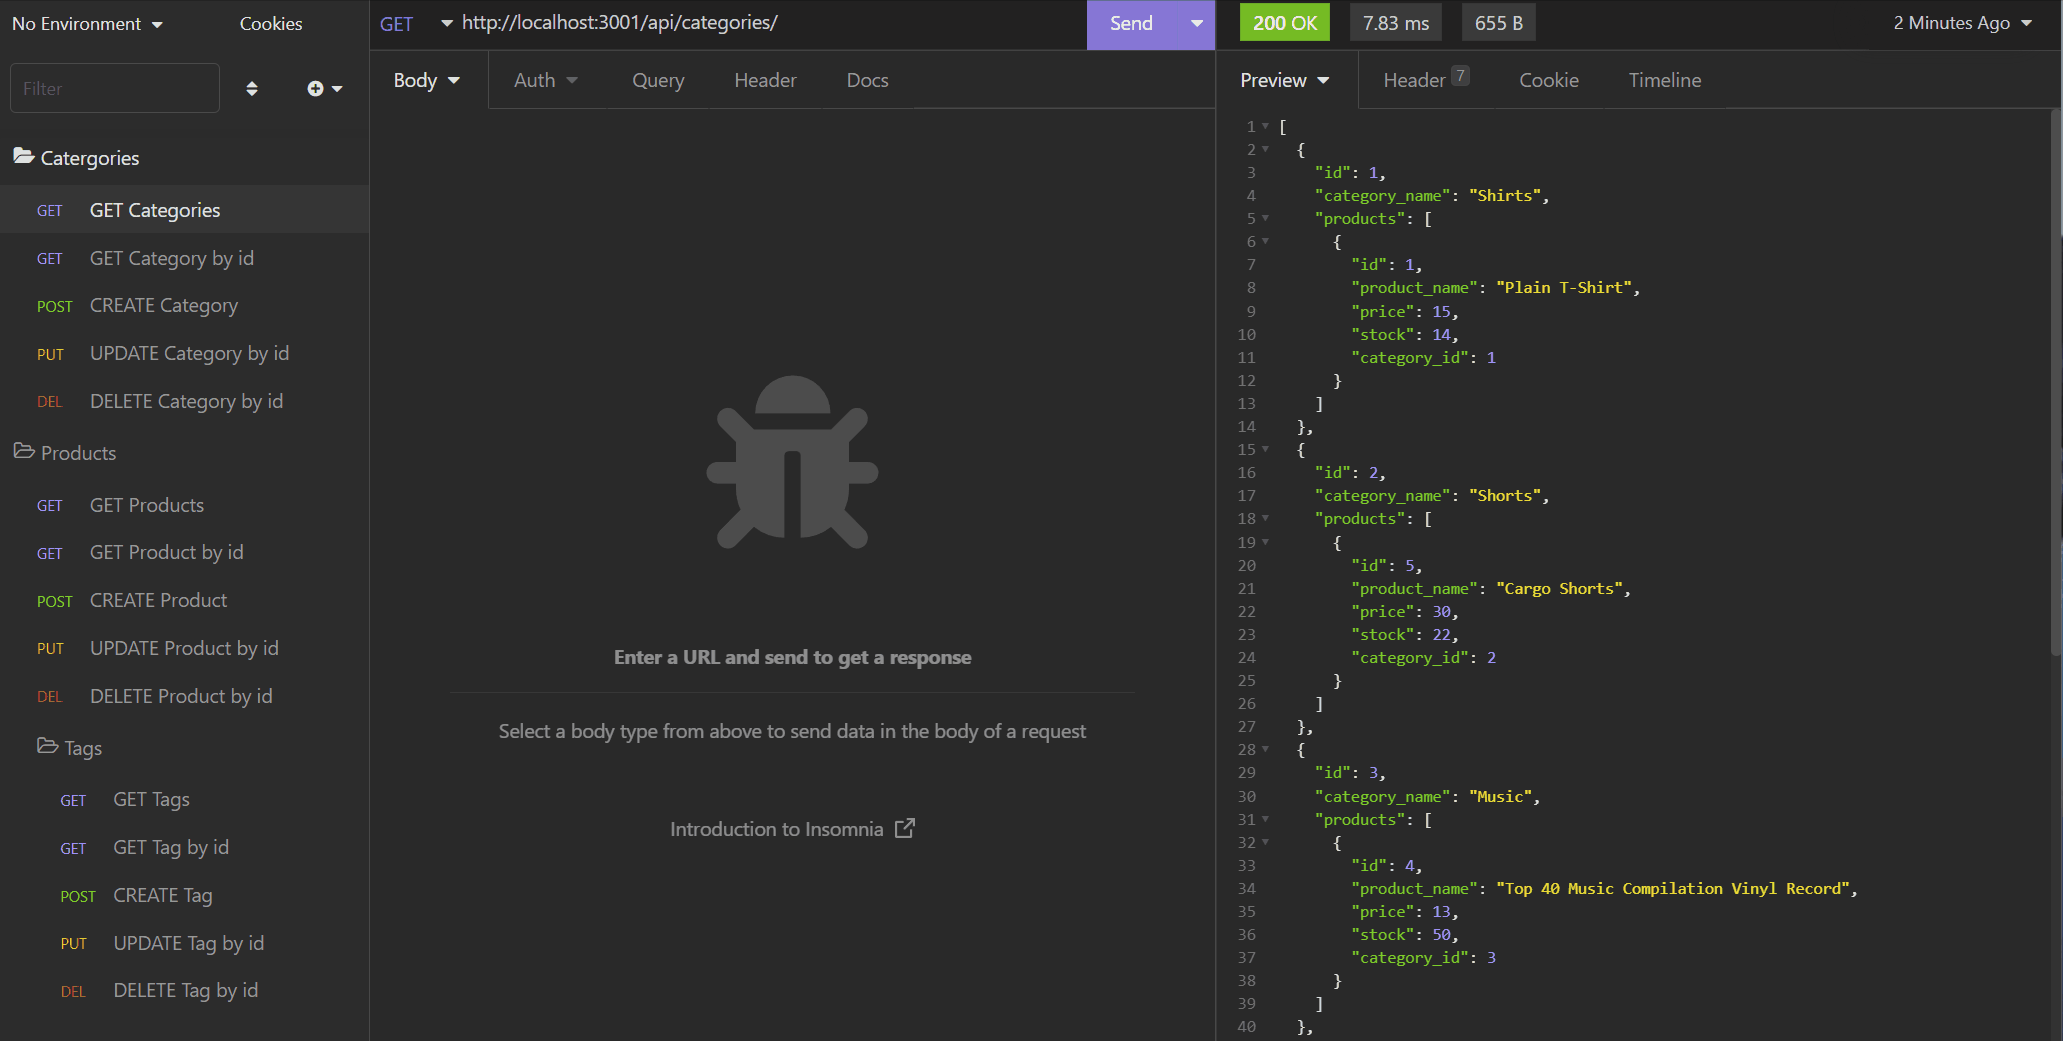 No Environment
Cookies
Filter
Catergories
GET GET Categories
GET GET Category by id
POST CREATE Category
PUT UPDATE Category by id
DEL DELETE Category by id
Products
GET GET Products
GET GET Product by id
POST CREATE Product
PUT UPDATE Product by id
DEL DELETE Product by id
Tags
GET GET Tags
GET GET Tag by id
POST CREATE Tag
PUT UPDATE Tag by id
DEL DELETE Tag by id
GET http://localhost:3001/api/categories/ Send
Body Auth Query Header Docs
Enter a URL and send to get a response
Select a body type from above to send data in the body of a request
Introduction to Insomnia
200 OK 7.83 ms 655 B 2 Minutes Ago
Preview Header 7 Cookie Timeline
1 [
2 {
3 "id": 1,
4 "category_name": "Shirts",
5 "products": [
6 {
7 "id": 1,
8 "product_name": "Plain T-Shirt",
9 "price": 15,
10 "stock": 14,
11 "category_id": 1
12 }
13 ]
14 },
15 {
16 "id": 2,
17 "category_name": "Shorts",
18 "products": [
19 {
20 "id": 5,
21 "product_name": "Cargo Shorts",
22 "price": 30,
23 "stock": 22,
24 "category_id": 2
25 }
26 ]
27 },
28 {
29 "id": 3,
30 "category_name": "Music",
31 "products": [
32 {
33 "id": 4,
34 "product_name": "Top 40 Music Compilation Vinyl Record",
35 "price": 13,
36 "stock": 50,
37 "category_id": 3
38 }
39 ]
40 },